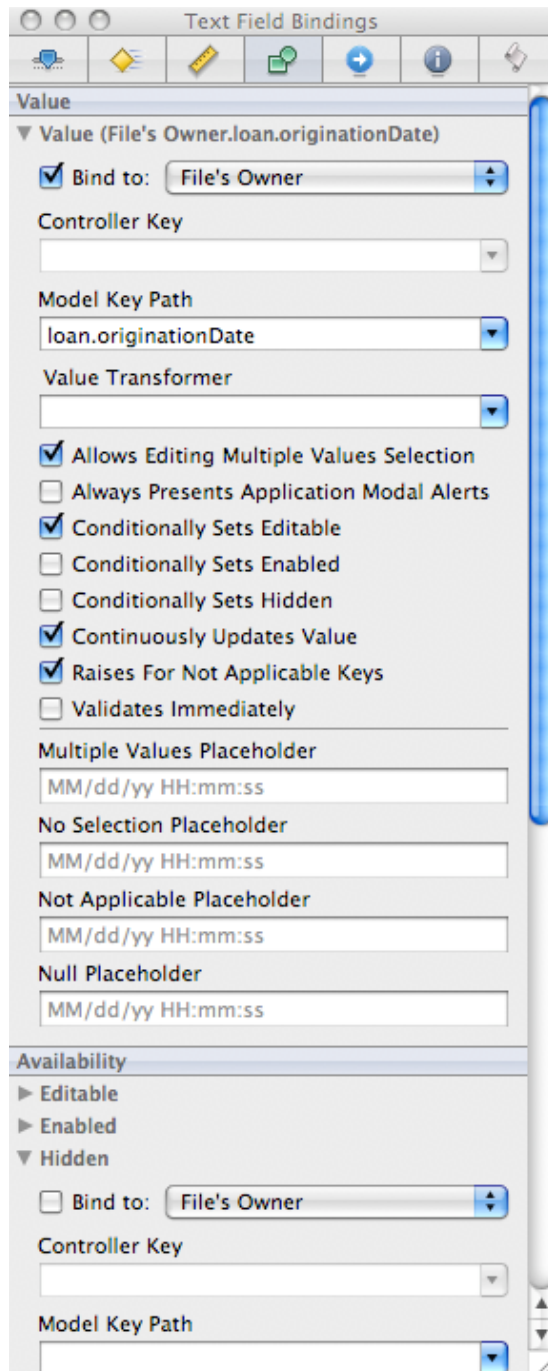 Text Field Bindings
Value
Value (File's Owner.loan.originationDate)
Bind to: File's Owner
Controller Key
Model Key Path
loan.originationDate
Value Transformer
Allows Editing Multiple Values Selection
Always Presents Application Modal Alerts
Conditionally Sets Editable
Conditionally Sets Enabled
Conditionally Sets Hidden
Continuously Updates Value
Raises For Not Applicable Keys
Validates Immediately
Multiple Values Placeholder
MM/dd/yy HH:mm:ss
No Selection Placeholder
MM/dd/yy HH:mm:ss
Not Applicable Placeholder
MM/dd/yy HH:mm:ss
Null Placeholder
MM/dd/yy HH:mm:ss
Availability
Editable
Enabled
Hidden
Bind to: File's Owner
Controller Key
Model Key Path